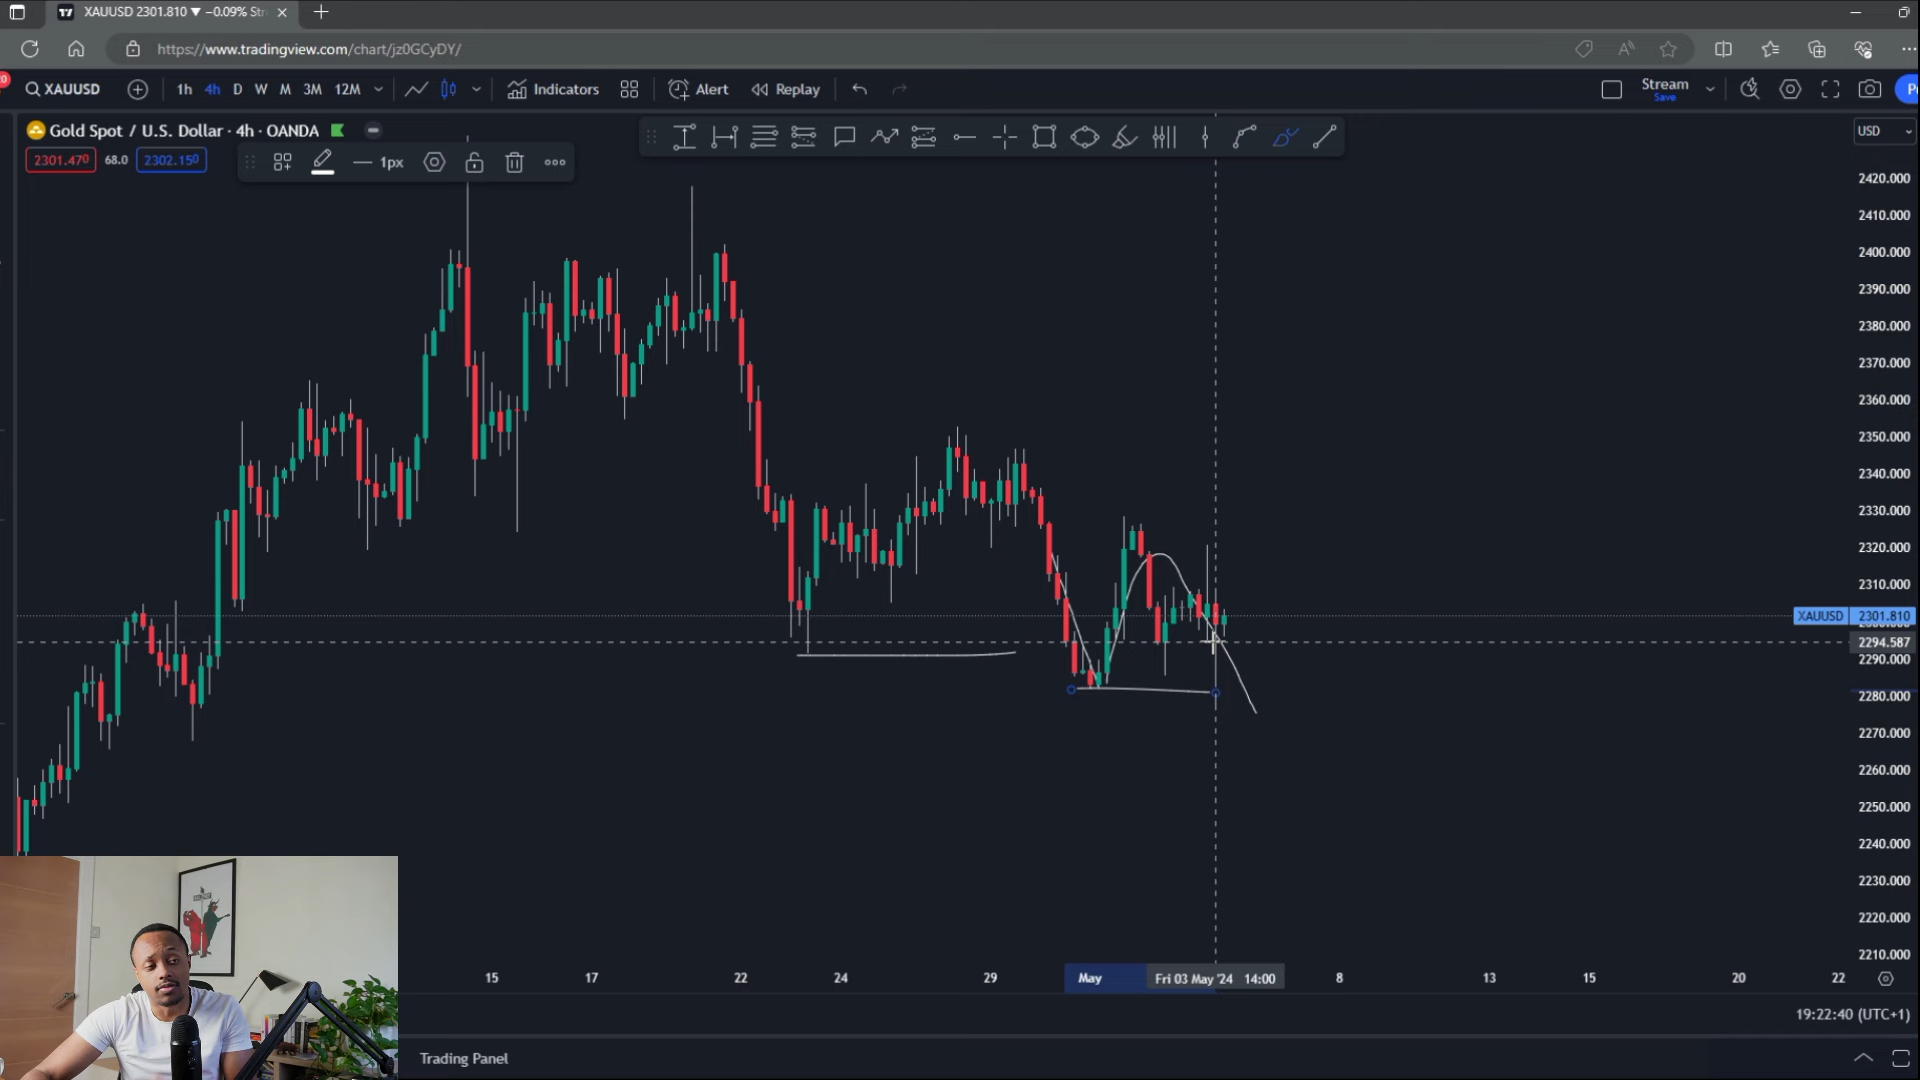 XAUUSD 2301.810 ▼ −0.09% Str
https://www.tradingview.com/chart/jz0GCyDY/
XAUUSD 1h 4h D W M 3M 12M Indicators Alert Replay Stream
Save
Gold Spot / U.S. Dollar · 4h · OANDA
USD
2301.470 68.0 2302.150
1px
2420.000
2410.000
2400.000
2390.000
2380.000
2370.000
2360.000
2350.000
2340.000
2330.000
2320.000
2310.000
XAUUSD 2301.810
2294.587
2290.000
2280.000
2270.000
2260.000
2250.000
2240.000
2230.000
2220.000
2210.000
15 17 22 24 29 May Fri 03 May '24 14:00 8 13 15 20 22
19:22:40 (UTC+1)
Trading Panel